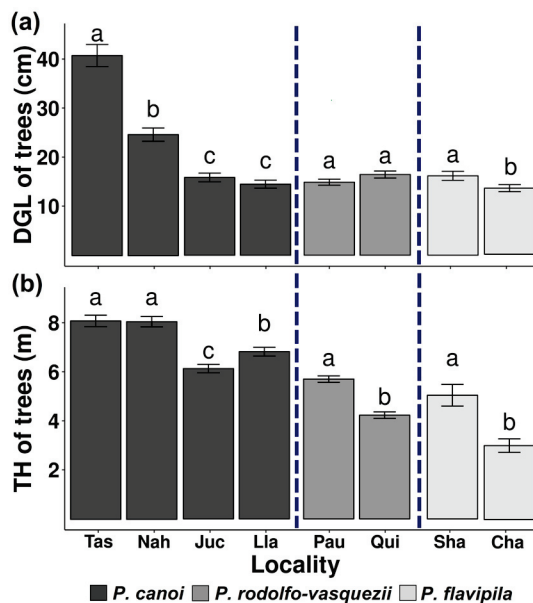 (a)
DGL of trees (cm)
40
30
20
10
a
b
c
c
a
a
a
b
(b)
TH of trees (m)
8
6
4
2
a
a
c
b
a
b
a
b
Tas Nah Juc Lla Pau Qui Sha Cha
Locality
P. canoi P. rodolfo-vasquezii P. flavipila